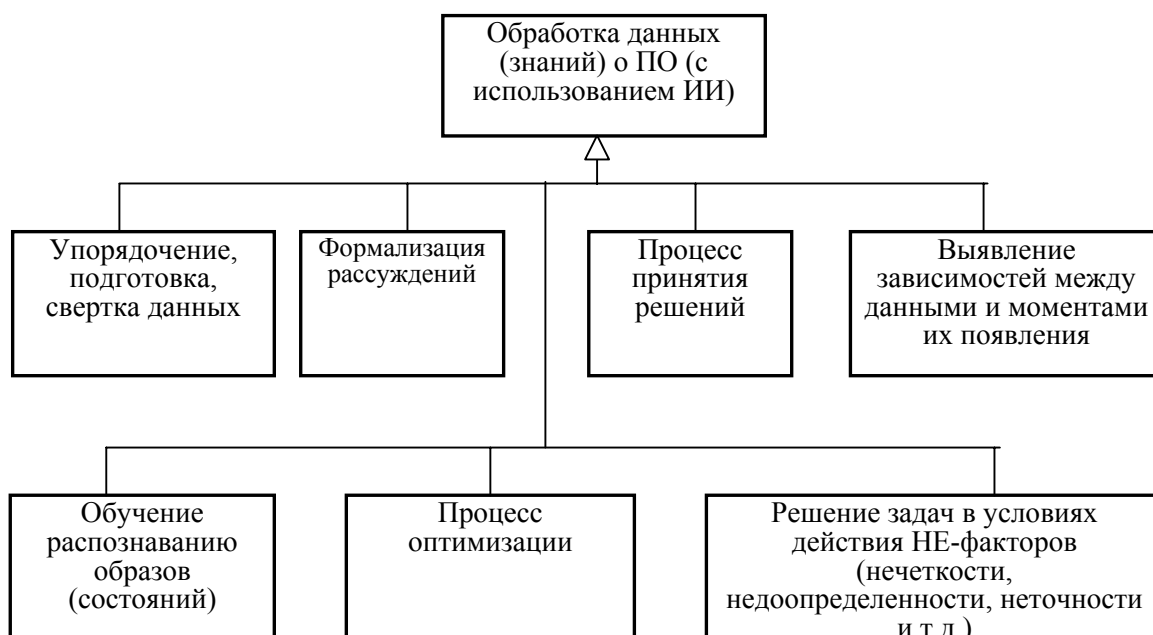 Обработка данных
(знаний) о ПО (с
использованием ИИ)
Упорядочение,
подготовка,
свертка данных
Формализация
рассуждений
Процесс
принятия
решений
Выявление
зависимостей между
данными и моментами
их появления
Обучение
распознаванию
образов
(состояний)
Процесс
оптимизации
Решение задач в условиях
действия НЕ-факторов
(нечеткости,
недоопределенности, неточности
и т.д.)